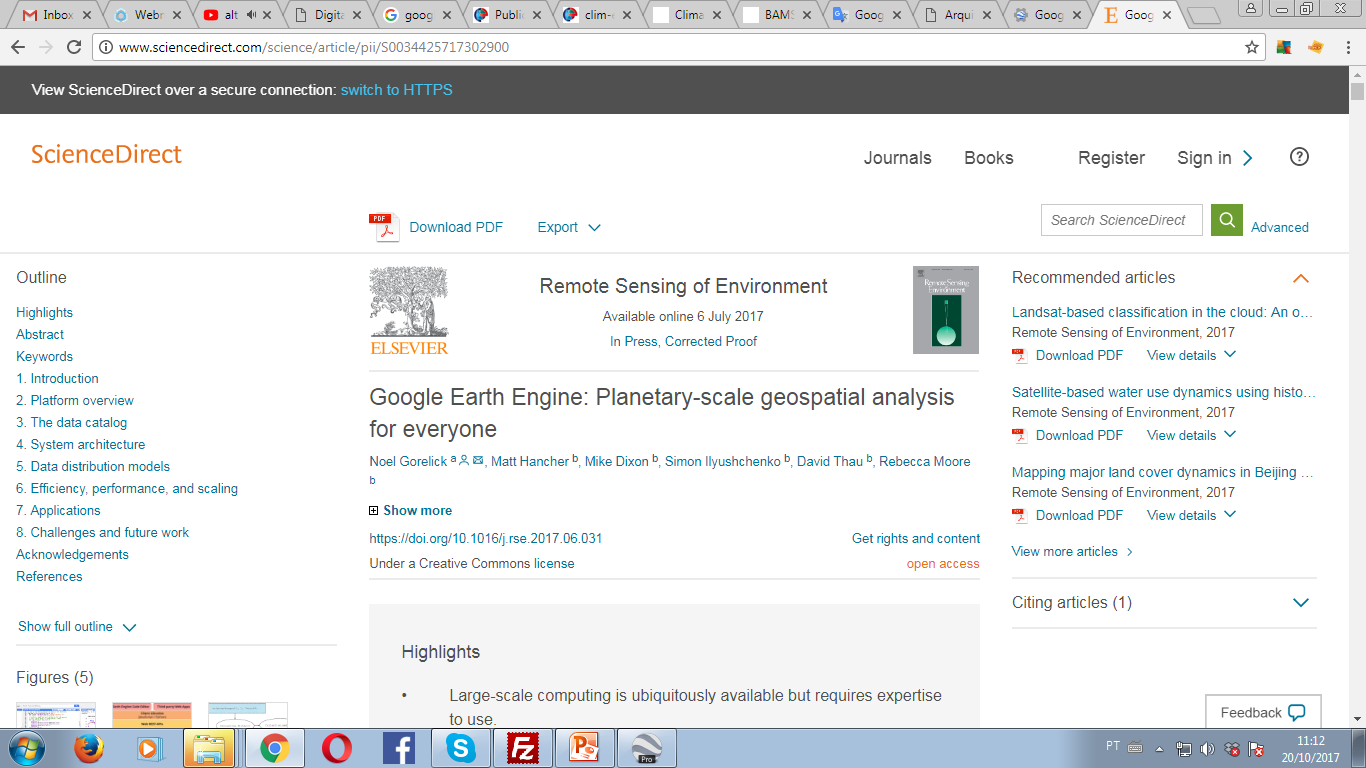 Inbox
Webm
alt
Digita
goog
Public
clim-
Clima
BAMS
Goog
Arqui
Goog
Goog
www.sciencedirect.com/science/article/pii/S0034425717302900
View ScienceDirect over a secure connection: switch to HTTPS
ScienceDirect
Journals Books Register Sign in
Download PDF Export
Search ScienceDirect
Advanced
Outline
Highlights
Abstract
Keywords
1. Introduction
2. Platform overview
3. The data catalog
4. System architecture
5. Data distribution models
6. Efficiency, performance, and scaling
7. Applications
8. Challenges and future work
Acknowledgements
References
Show full outline
Figures (5)
ELSEVIER
Remote Sensing of Environment
Available online 6 July 2017
In Press, Corrected Proof
Remote Sensing Environment
Google Earth Engine: Planetary-scale geospatial analysis
for everyone
Noel Gorelick a, Matt Hancher b, Mike Dixon b, Simon Ilyushchenko b, David Thau b, Rebecca Moore
b
Show more
https://doi.org/10.1016/j.rse.2017.06.031
Get rights and content
Under a Creative Commons license
open access
Highlights
• Large-scale computing is ubiquitously available but requires expertise
to use.
Recommended articles
Landsat-based classification in the cloud: An o…
Remote Sensing of Environment, 2017
Download PDF View details
Satellite-based water use dynamics using histo…
Remote Sensing of Environment, 2017
Download PDF View details
Mapping major land cover dynamics in Beijing …
Remote Sensing of Environment, 2017
Download PDF View details
View more articles
Citing articles (1)
Feedback
Pro
PT
11:12
20/10/2017